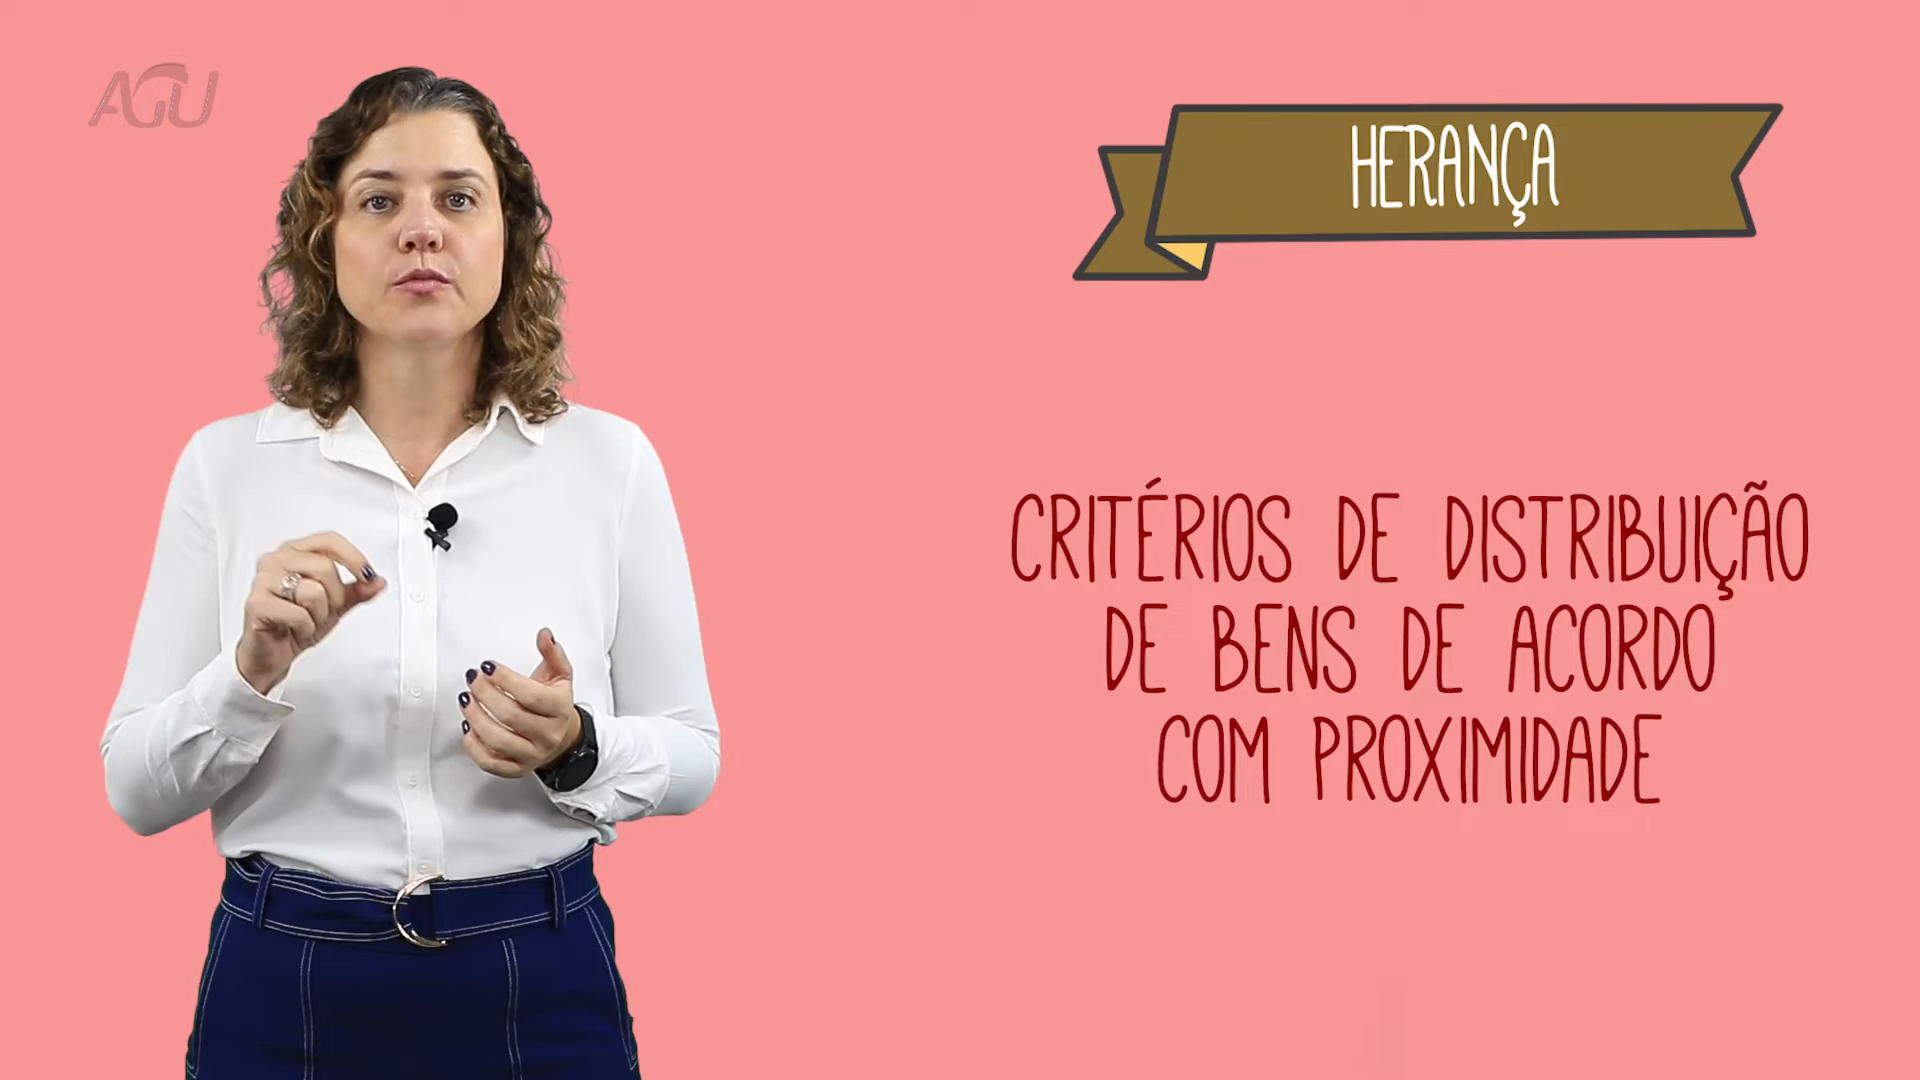 AGU
HERANÇA
CRITÉRIOS DE DISTRIBUIÇÃO
DE BENS DE ACORDO
COM PROXIMIDADE